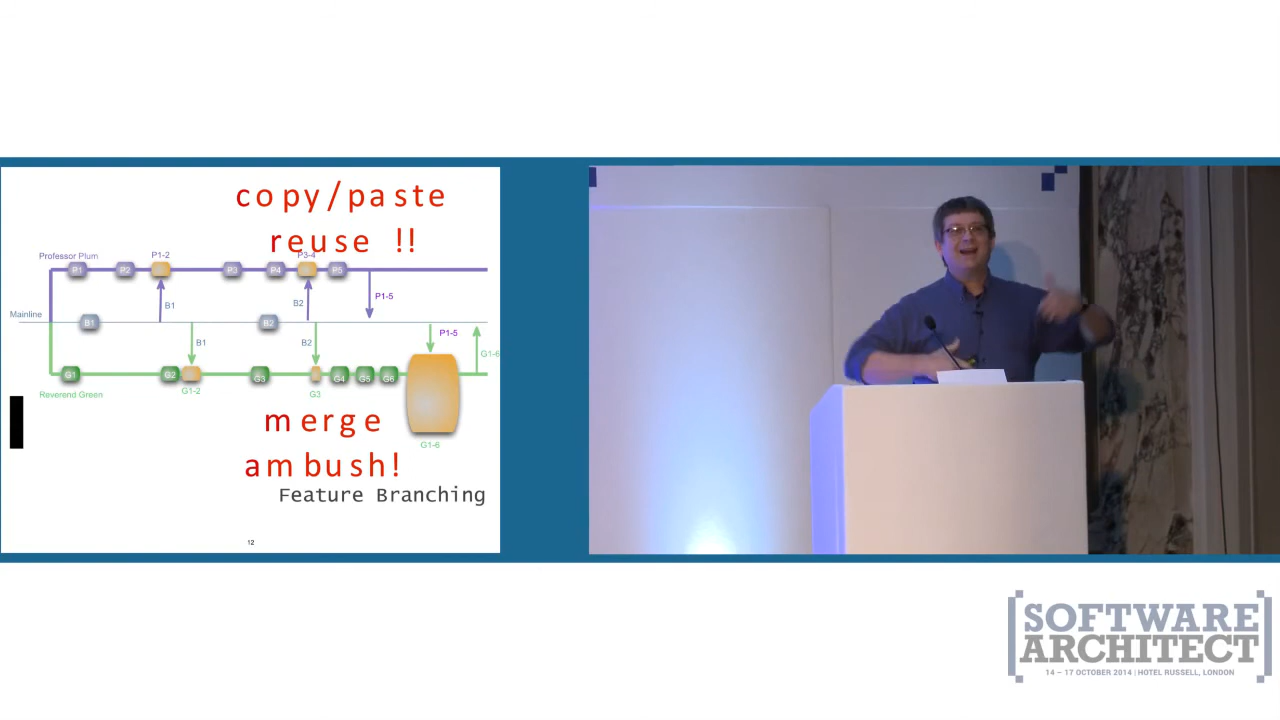 copy/paste
reuse !!
Professor Plum
P1-2
P3-4
P1
P2
P3
P4
P5
B1
B2
P1-5
Mainline
B1
B2
B1
B2
P1-5
G1-6
G1
G2
G3
G4
G5
G6
Reverend Green
G1-2
G3
merge
ambush!
G1-6
Feature Branching
12
[SOFTWARE
ARCHITECT]
14 – 17 OCTOBER 2014 | HOTEL RUSSELL, LONDON